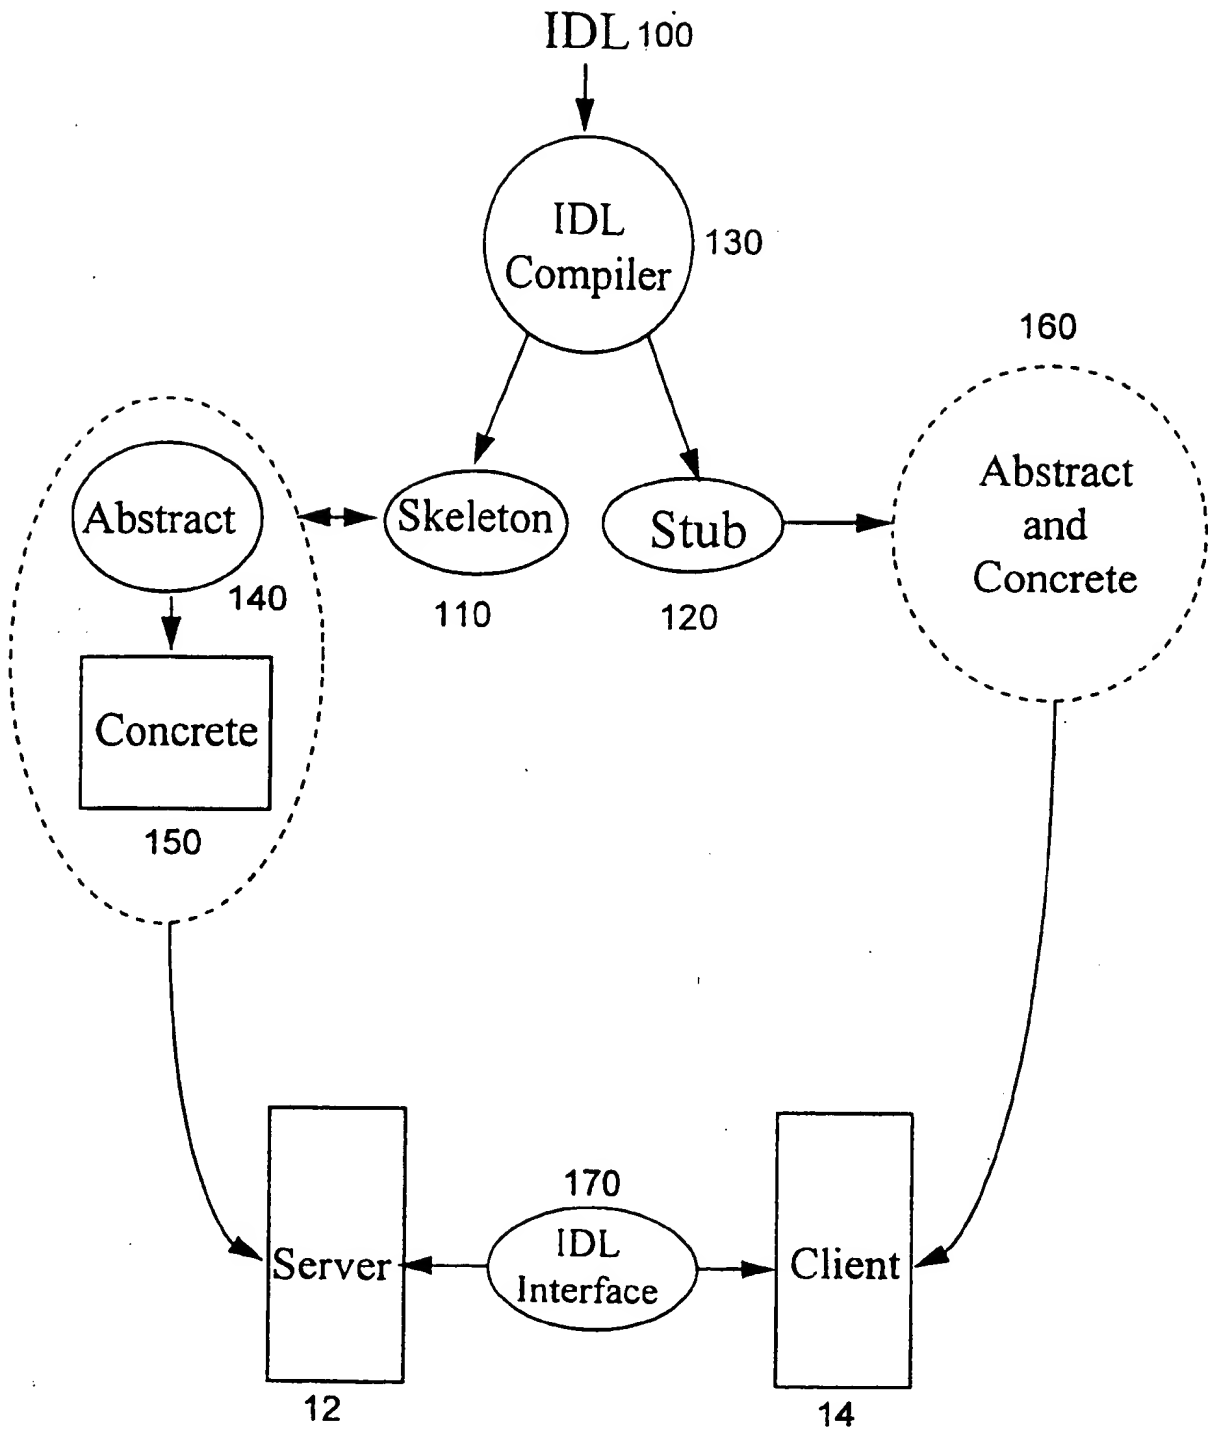 IDL 100
IDL
Compiler
130
160
Abstract
140
Skeleton
110
Stub
120
Abstract
and
Concrete
Concrete
150
170
Server
12
IDL
Interface
Client
14